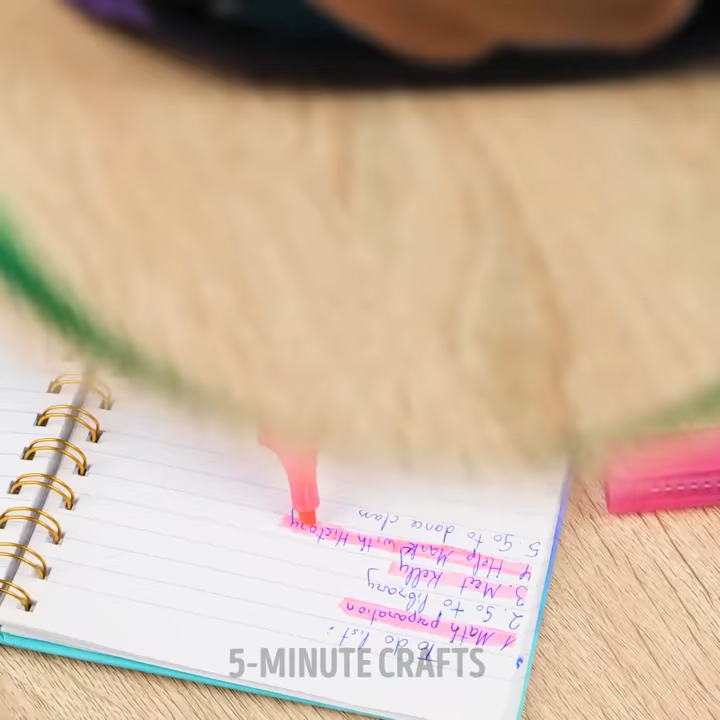 To do list:
1. Math preparation
2. Go to library
3. Meet Kelly
4. Help Mark with History
5. Go to dance class
5-MINUTE CRAFTS